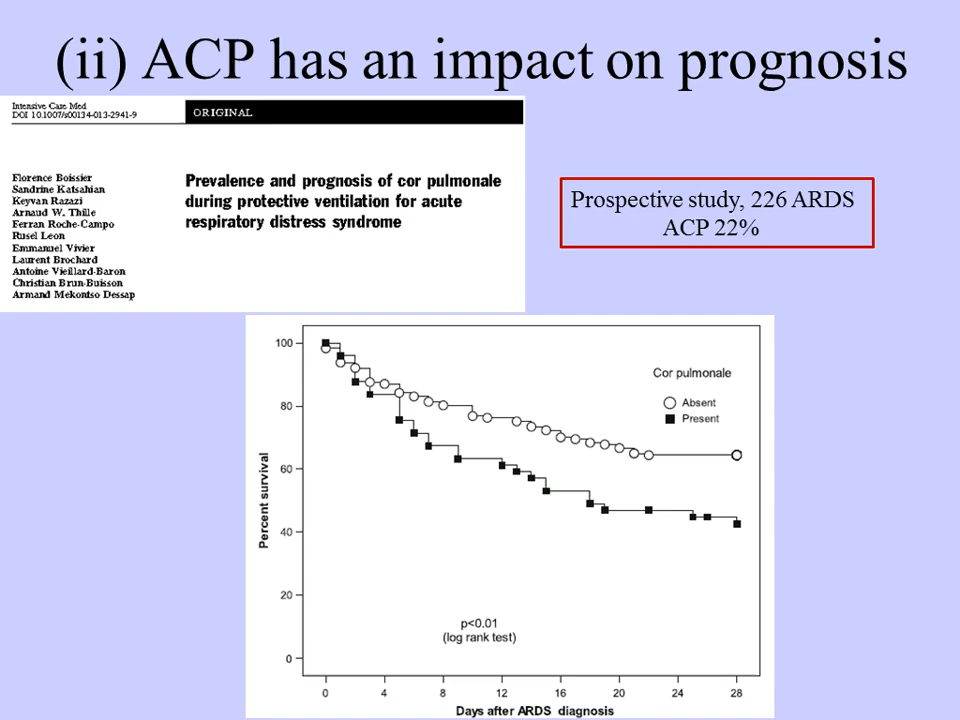 (ii) ACP has an impact on prognosis
Intensive Care Med
DOI 10.1007/s00134-013-2941-9
ORIGINAL
Florence Boissier
Sandrine Katsahian
Keyvan Razazi
Arnaud W. Thille
Ferran Roche-Campo
Rusel Leon
Emmanuel Vivier
Laurent Brochard
Antoine Vieillard-Baron
Christian Brun-Buisson
Armand Mekontso Dessap
Prevalence and prognosis of cor pulmonale
during protective ventilation for acute
respiratory distress syndrome
Prospective study, 226 ARDS
ACP 22%
Percent survival
100
80
60
40
20
0
Cor pulmonale
Absent
Present
p<0.01
(log rank test)
0 4 8 12 16 20 24 28
Days after ARDS diagnosis